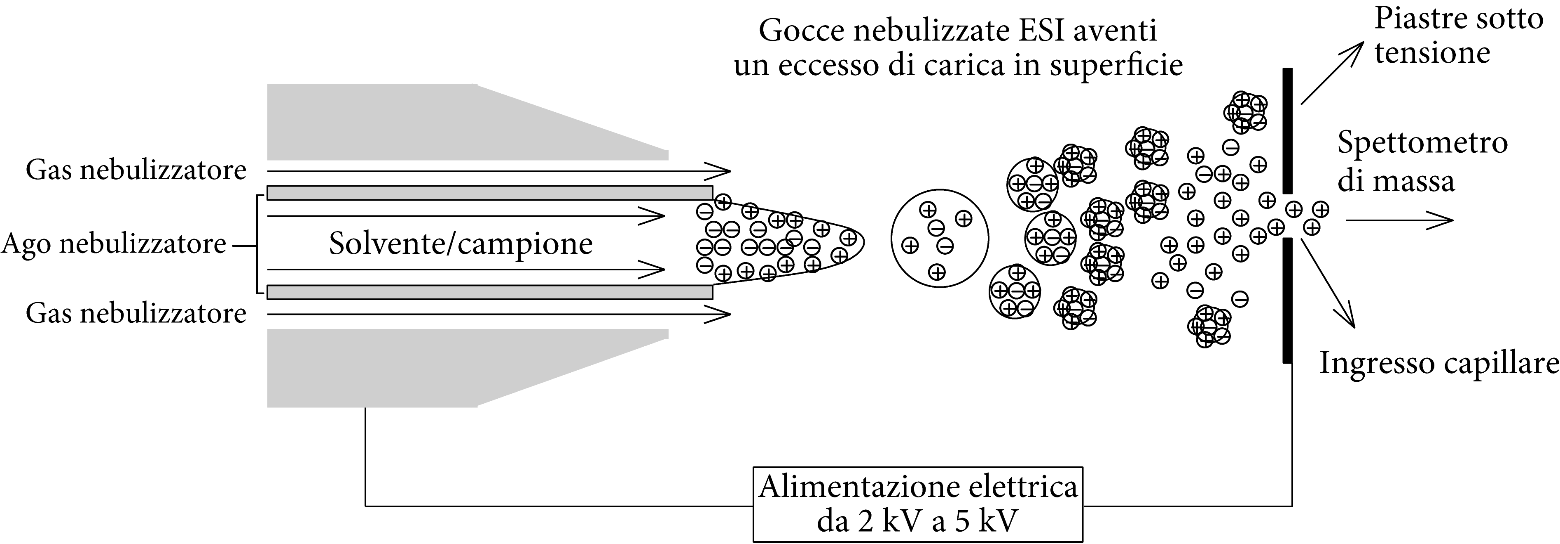 Gocce nebulizzate ESI aventi
un eccesso di carica in superficie
Piastre sotto
tensione
Gas nebulizzatore
Spettometro
di massa
Ago nebulizzatore
Solvente/campione
Gas nebulizzatore
Ingresso capillare
Alimentazione elettrica
da 2 kV a 5 kV